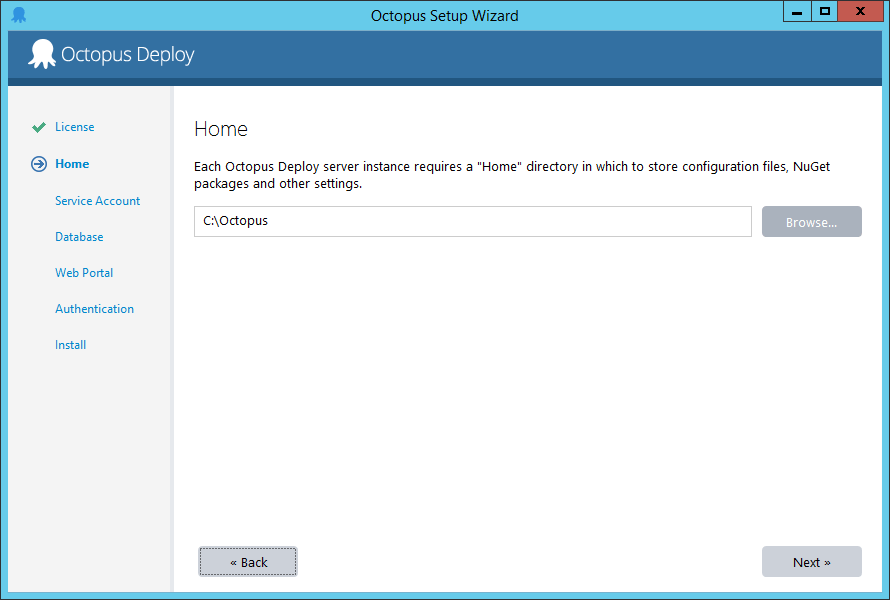 Octopus Setup Wizard
Octopus Deploy
License
Home
Service Account
Database
Web Portal
Authentication
Install
Home
Each Octopus Deploy server instance requires a "Home" directory in which to store configuration files, NuGet
packages and other settings.
C:\Octopus
Browse...
« Back
Next »